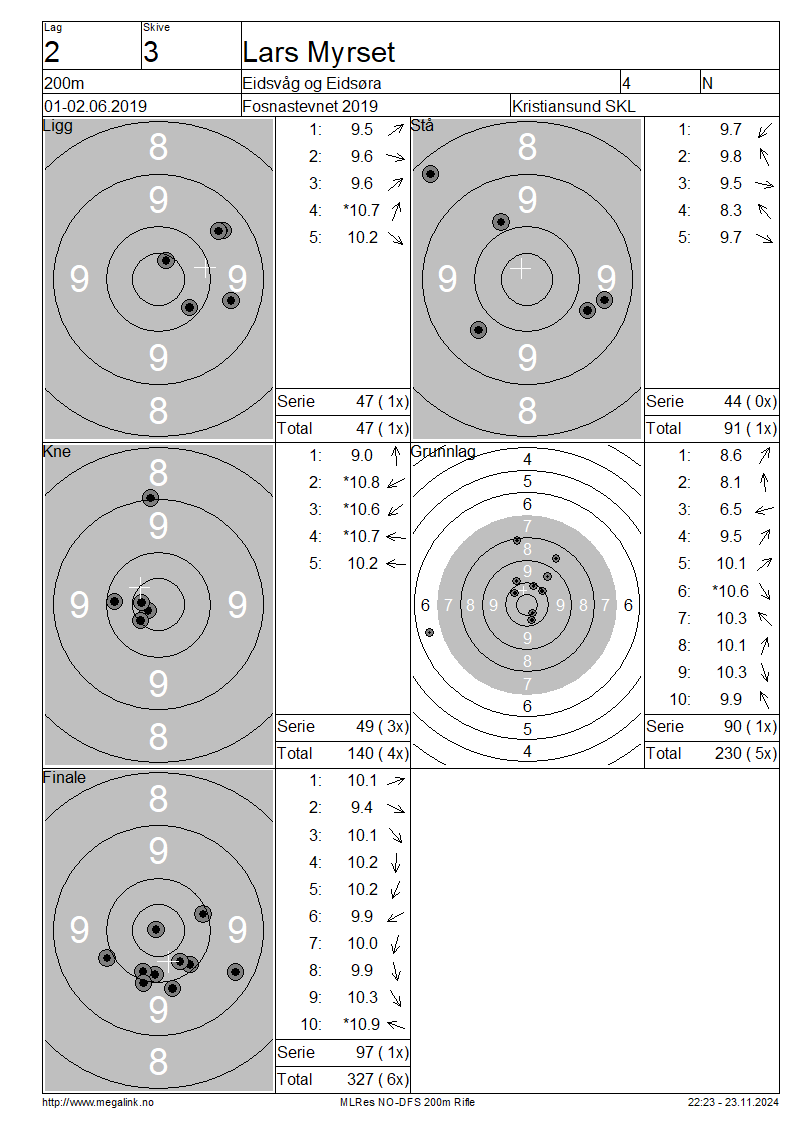 Lag
Skive
2
3
Lars Myrset
200m
Eidsvåg og Eidsøra
4
N
01-02.06.2019
Fosnastevnet 2019
Kristiansund SKL
Ligg
8
9
9
9
9
8
1: 9.5
2: 9.6
3: 9.6
4: *10.7
5: 10.2
Serie 47 ( 1x)
Total 47 ( 1x)
Stå
8
9
9
9
9
8
1: 9.7
2: 9.8
3: 9.5
4: 8.3
5: 9.7
Serie 44 ( 0x)
Total 91 ( 1x)
Kne
8
9
9
9
9
8
1: 9.0
2: *10.8
3: *10.6
4: *10.7
5: 10.2
Serie 49 ( 3x)
Total 140 ( 4x)
Grunnlag
4
5
6
7
8
9
6 7 8 9 9 8 7 6
9
8
7
6
5
4
1: 8.6
2: 8.1
3: 6.5
4: 9.5
5: 10.1
6: *10.6
7: 10.3
8: 10.1
9: 10.3
10: 9.9
Serie 90 ( 1x)
Total 230 ( 5x)
Finale
8
9
9
9
9
8
1: 10.1
2: 9.4
3: 10.1
4: 10.2
5: 10.2
6: 9.9
7: 10.0
8: 9.9
9: 10.3
10: *10.9
Serie 97 ( 1x)
Total 327 ( 6x)
http://www.megalink.no
MLRes NO-DFS 200m Rifle
22:23 - 23.11.2024